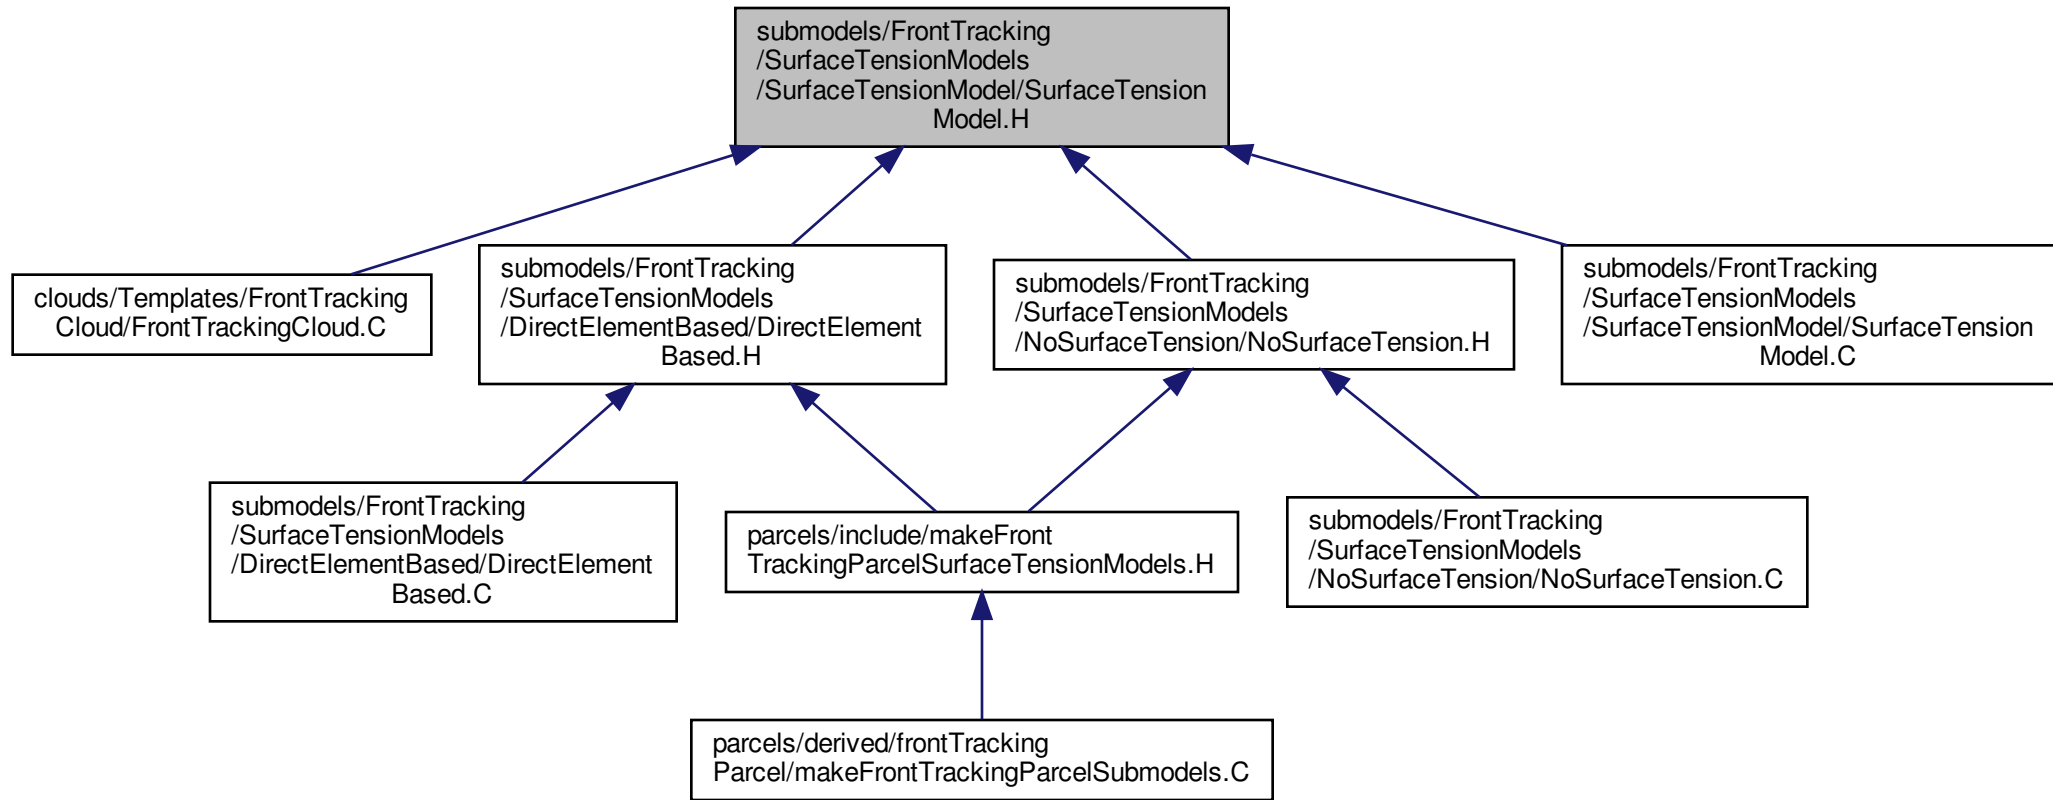 submodels/FrontTracking
/SurfaceTensionModels
/SurfaceTensionModel/SurfaceTension
Model.H
clouds/Templates/FrontTracking
Cloud/FrontTrackingCloud.C
submodels/FrontTracking
/SurfaceTensionModels
/DirectElementBased/DirectElement
Based.H
submodels/FrontTracking
/SurfaceTensionModels
/NoSurfaceTension/NoSurfaceTension.H
submodels/FrontTracking
/SurfaceTensionModels
/SurfaceTensionModel/SurfaceTension
Model.C
submodels/FrontTracking
/SurfaceTensionModels
/DirectElementBased/DirectElement
Based.C
parcels/include/makeFront
TrackingParcelSurfaceTensionModels.H
submodels/FrontTracking
/SurfaceTensionModels
/NoSurfaceTension/NoSurfaceTension.C
parcels/derived/frontTracking
Parcel/makeFrontTrackingParcelSubmodels.C